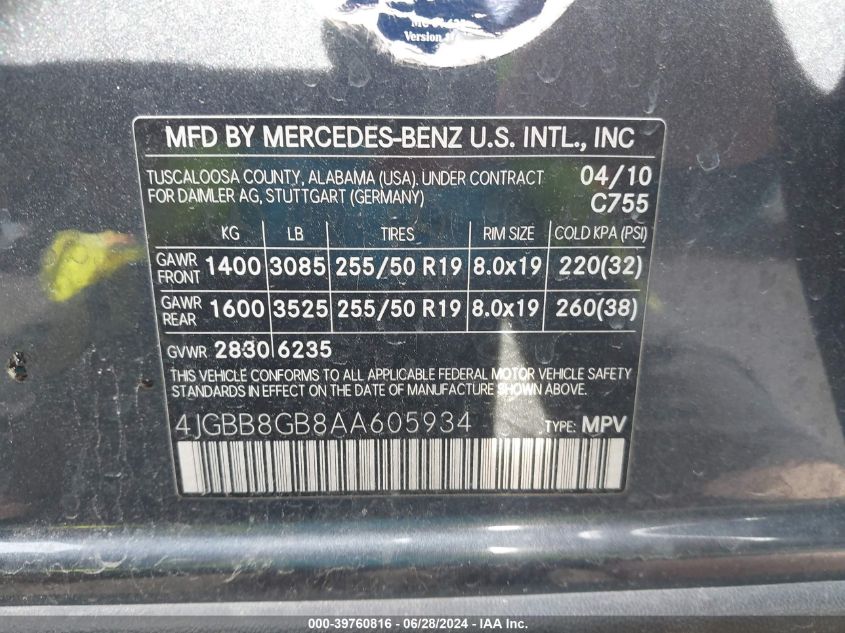 Version
MFD BY MERCEDES-BENZ U.S. INTL., INC
TUSCALOOSA COUNTY, ALABAMA (USA). UNDER CONTRACT 04/10
FOR DAIMLER AG, STUTTGART (GERMANY) C755
KG LB TIRES RIM SIZE COLD KPA (PSI)
GAWR FRONT 1400 3085 255/50 R19 8.0x19 220(32)
GAWR REAR 1600 3525 255/50 R19 8.0x19 260(38)
GVWR 2830 6235
THIS VEHICLE CONFORMS TO ALL APPLICABLE FEDERAL MOTOR VEHICLE SAFETY
STANDARDS IN EFFECT ON THE DATE OF MANUFACTURE SHOWN ABOVE.
4JGBB8GB8AA605934 TYPE: MPV
000-39760816 - 06/28/2024 - IAA Inc.